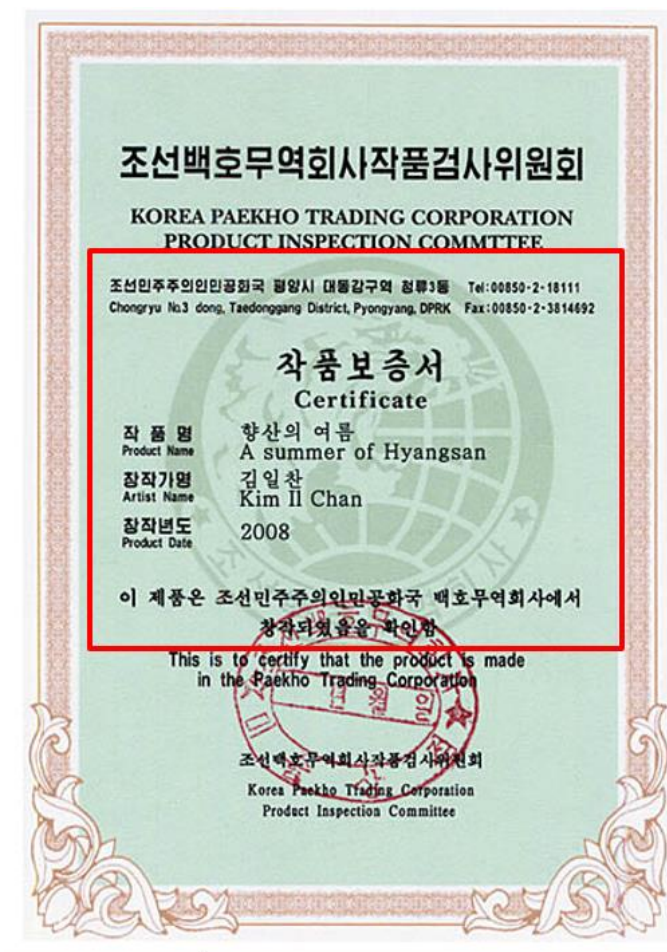 조선백호무역회사작품검사위원회
KOREA PAEKHO TRADING CORPORATION
PRODUCT INSPECTION COMMTTEE
조선민주주의인민공화국 평양시 대동강구역 청류3동 Tel:00850-2-18111
Chongryu No.3 dong, Taedonggang District, Pyongyang, DPRK Fax:00850-2-3814692
작품보증서
Certificate
작 품 명 향산의 여름
Product Name A summer of Hyangsan
창작가명 김일찬
Artist Name Kim Il Chan
창작년도 2008
Product Date
이 제품은 조선민주주의인민공화국 백호무역회사에서
창작되였음을 확인함
This is to certify that the product is made
in the Paekho Trading Corporation
조선백호무역회사작품검사위원회
Korea Paekho Trading Corporation
Product Inspection Committee